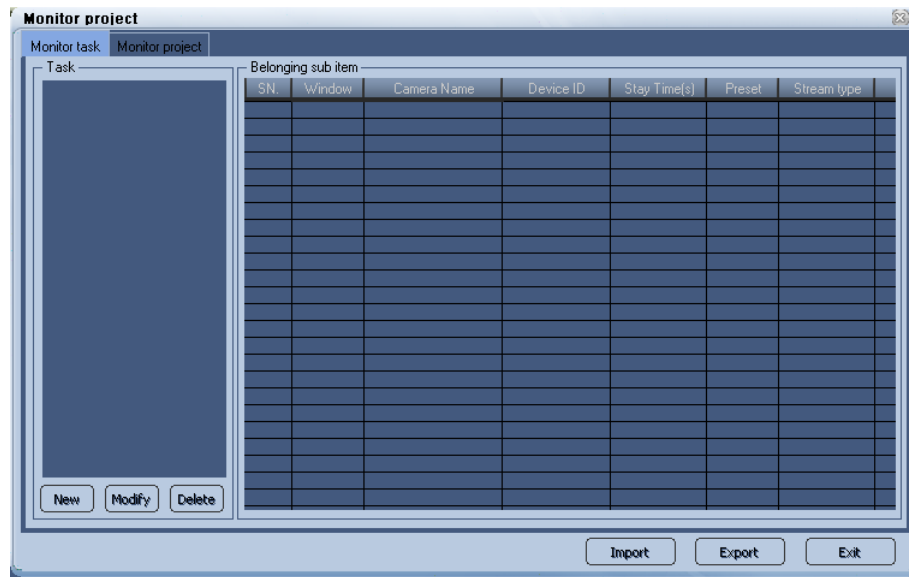 Monitor project
Monitor task Monitor project
Task
Belonging sub item
SN. Window Camera Name Device ID Stay Time(s) Preset Stream type
New Modify Delete
Import Export Exit